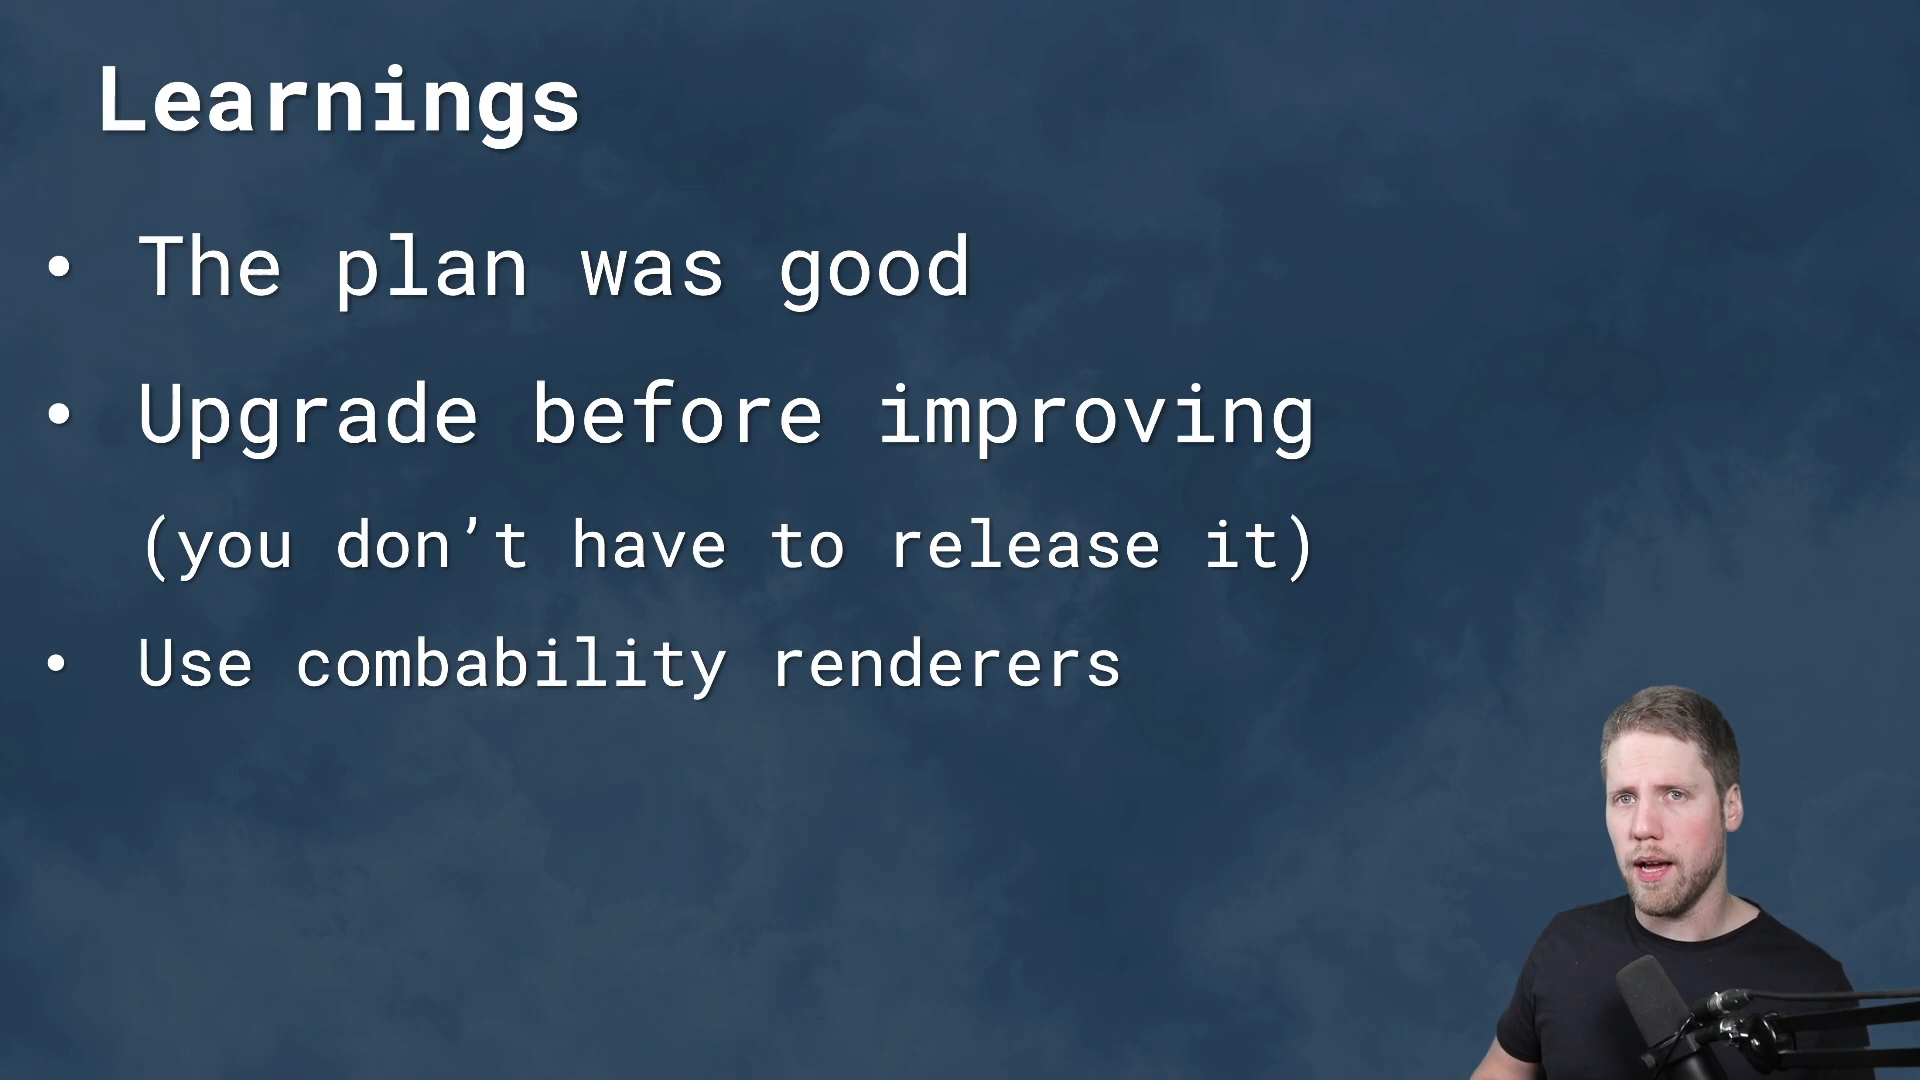 Learnings
• The plan was good
• Upgrade before improving
(you don’t have to release it)
• Use combability renderers